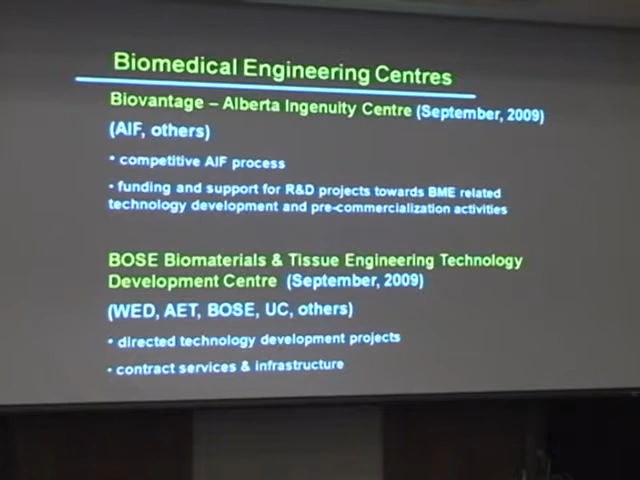 Biomedical Engineering Centres
Biovantage – Alberta Ingenuity Centre (September, 2009)
(AIF, others)
• competitive AIF process
• funding and support for R&D projects towards BME related
technology development and pre-commercialization activities
BOSE Biomaterials & Tissue Engineering Technology
Development Centre (September, 2009)
(WED, AET, BOSE, UC, others)
• directed technology development projects
• contract services & infrastructure